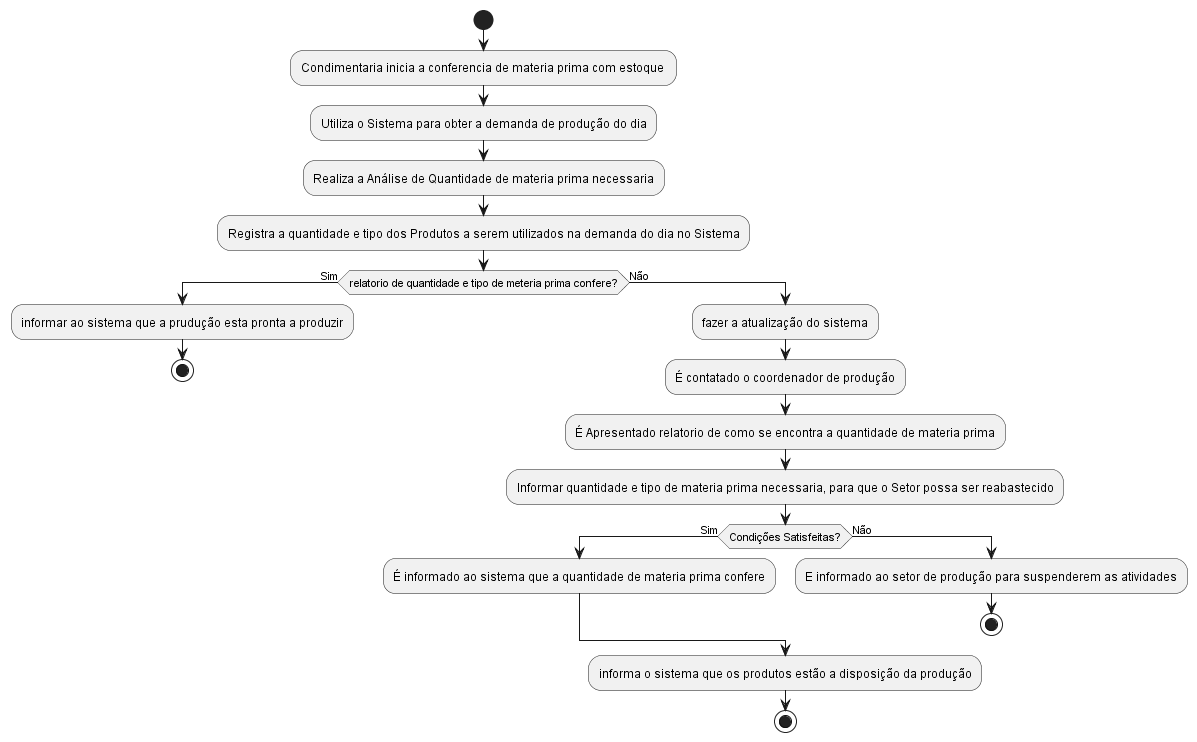 Condimentaria inicia a conferencia de materia prima com estoque
Utiliza o Sistema para obter a demanda de produção do dia
Realiza a Análise de Quantidade de materia prima necessaria
Registra a quantidade e tipo dos Produtos a serem utilizados na demanda do dia no Sistema
Sim
relatorio de quantidade e tipo de meteria prima confere?
Não
informar ao sistema que a prudução esta pronta a produzir
fazer a atualização do sistema
É contatado o coordenador de produção
É Apresentado relatorio de como se encontra a quantidade de materia prima
Informar quantidade e tipo de materia prima necessaria, para que o Setor possa ser reabastecido
Sim
Condições Satisfeitas?
Não
É informado ao sistema que a quantidade de materia prima confere
E informado ao setor de produção para suspenderem as atividades
informa o sistema que os produtos estão a disposição da produção